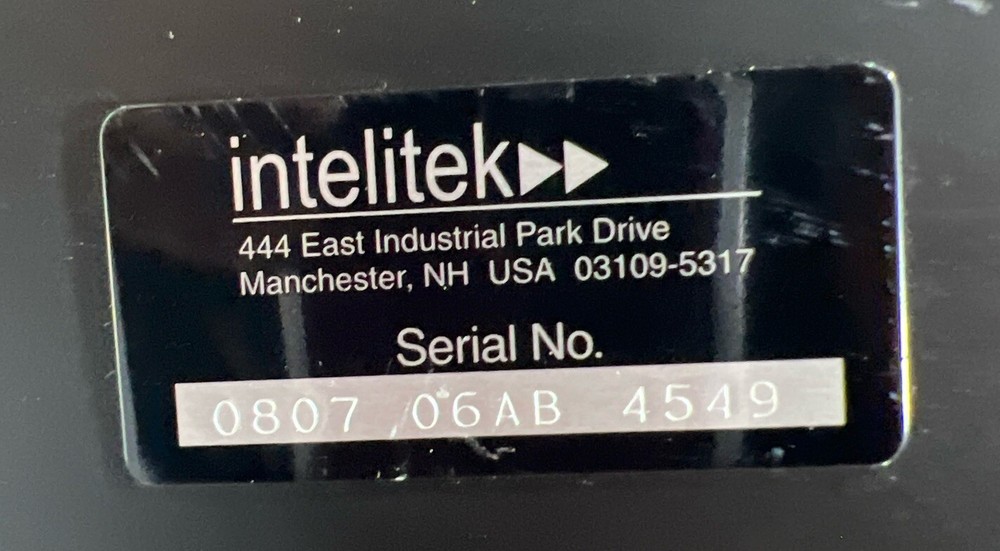 intelitek
444 East Industrial Park Drive
Manchester, NH USA 03109-5317
Serial No.
0807 06AB 4549